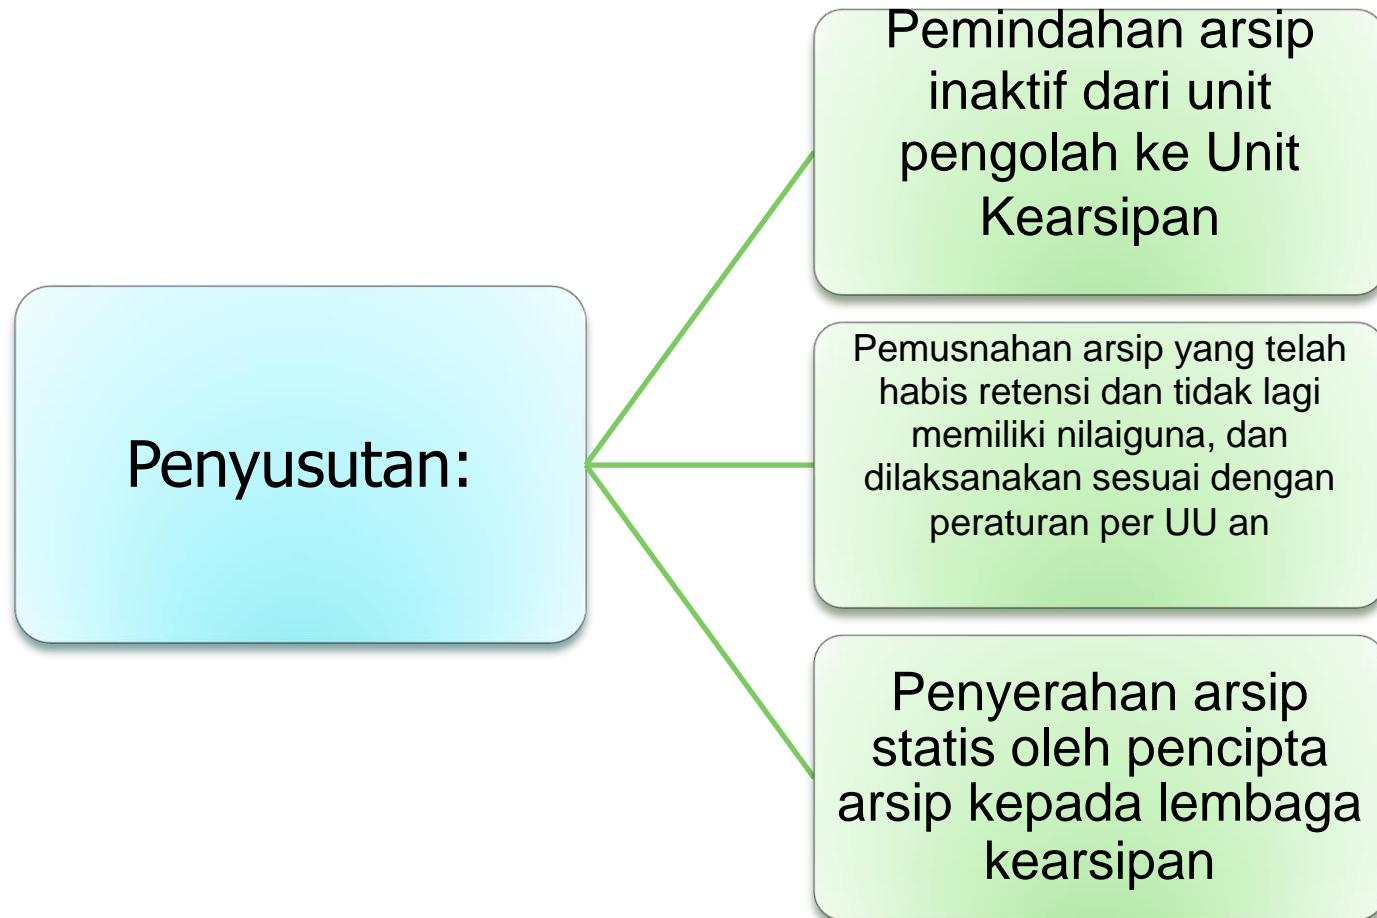 Penyusutan:
Pemindahan arsip
inaktif dari unit
pengolah ke Unit
Kearsipan
Pemusnahan arsip yang telah
habis retensi dan tidak lagi
memiliki nilaiguna, dan
dilaksanakan sesuai dengan
peraturan per UU an
Penyerahan arsip
statis oleh pencipta
arsip kepada lembaga
kearsipan